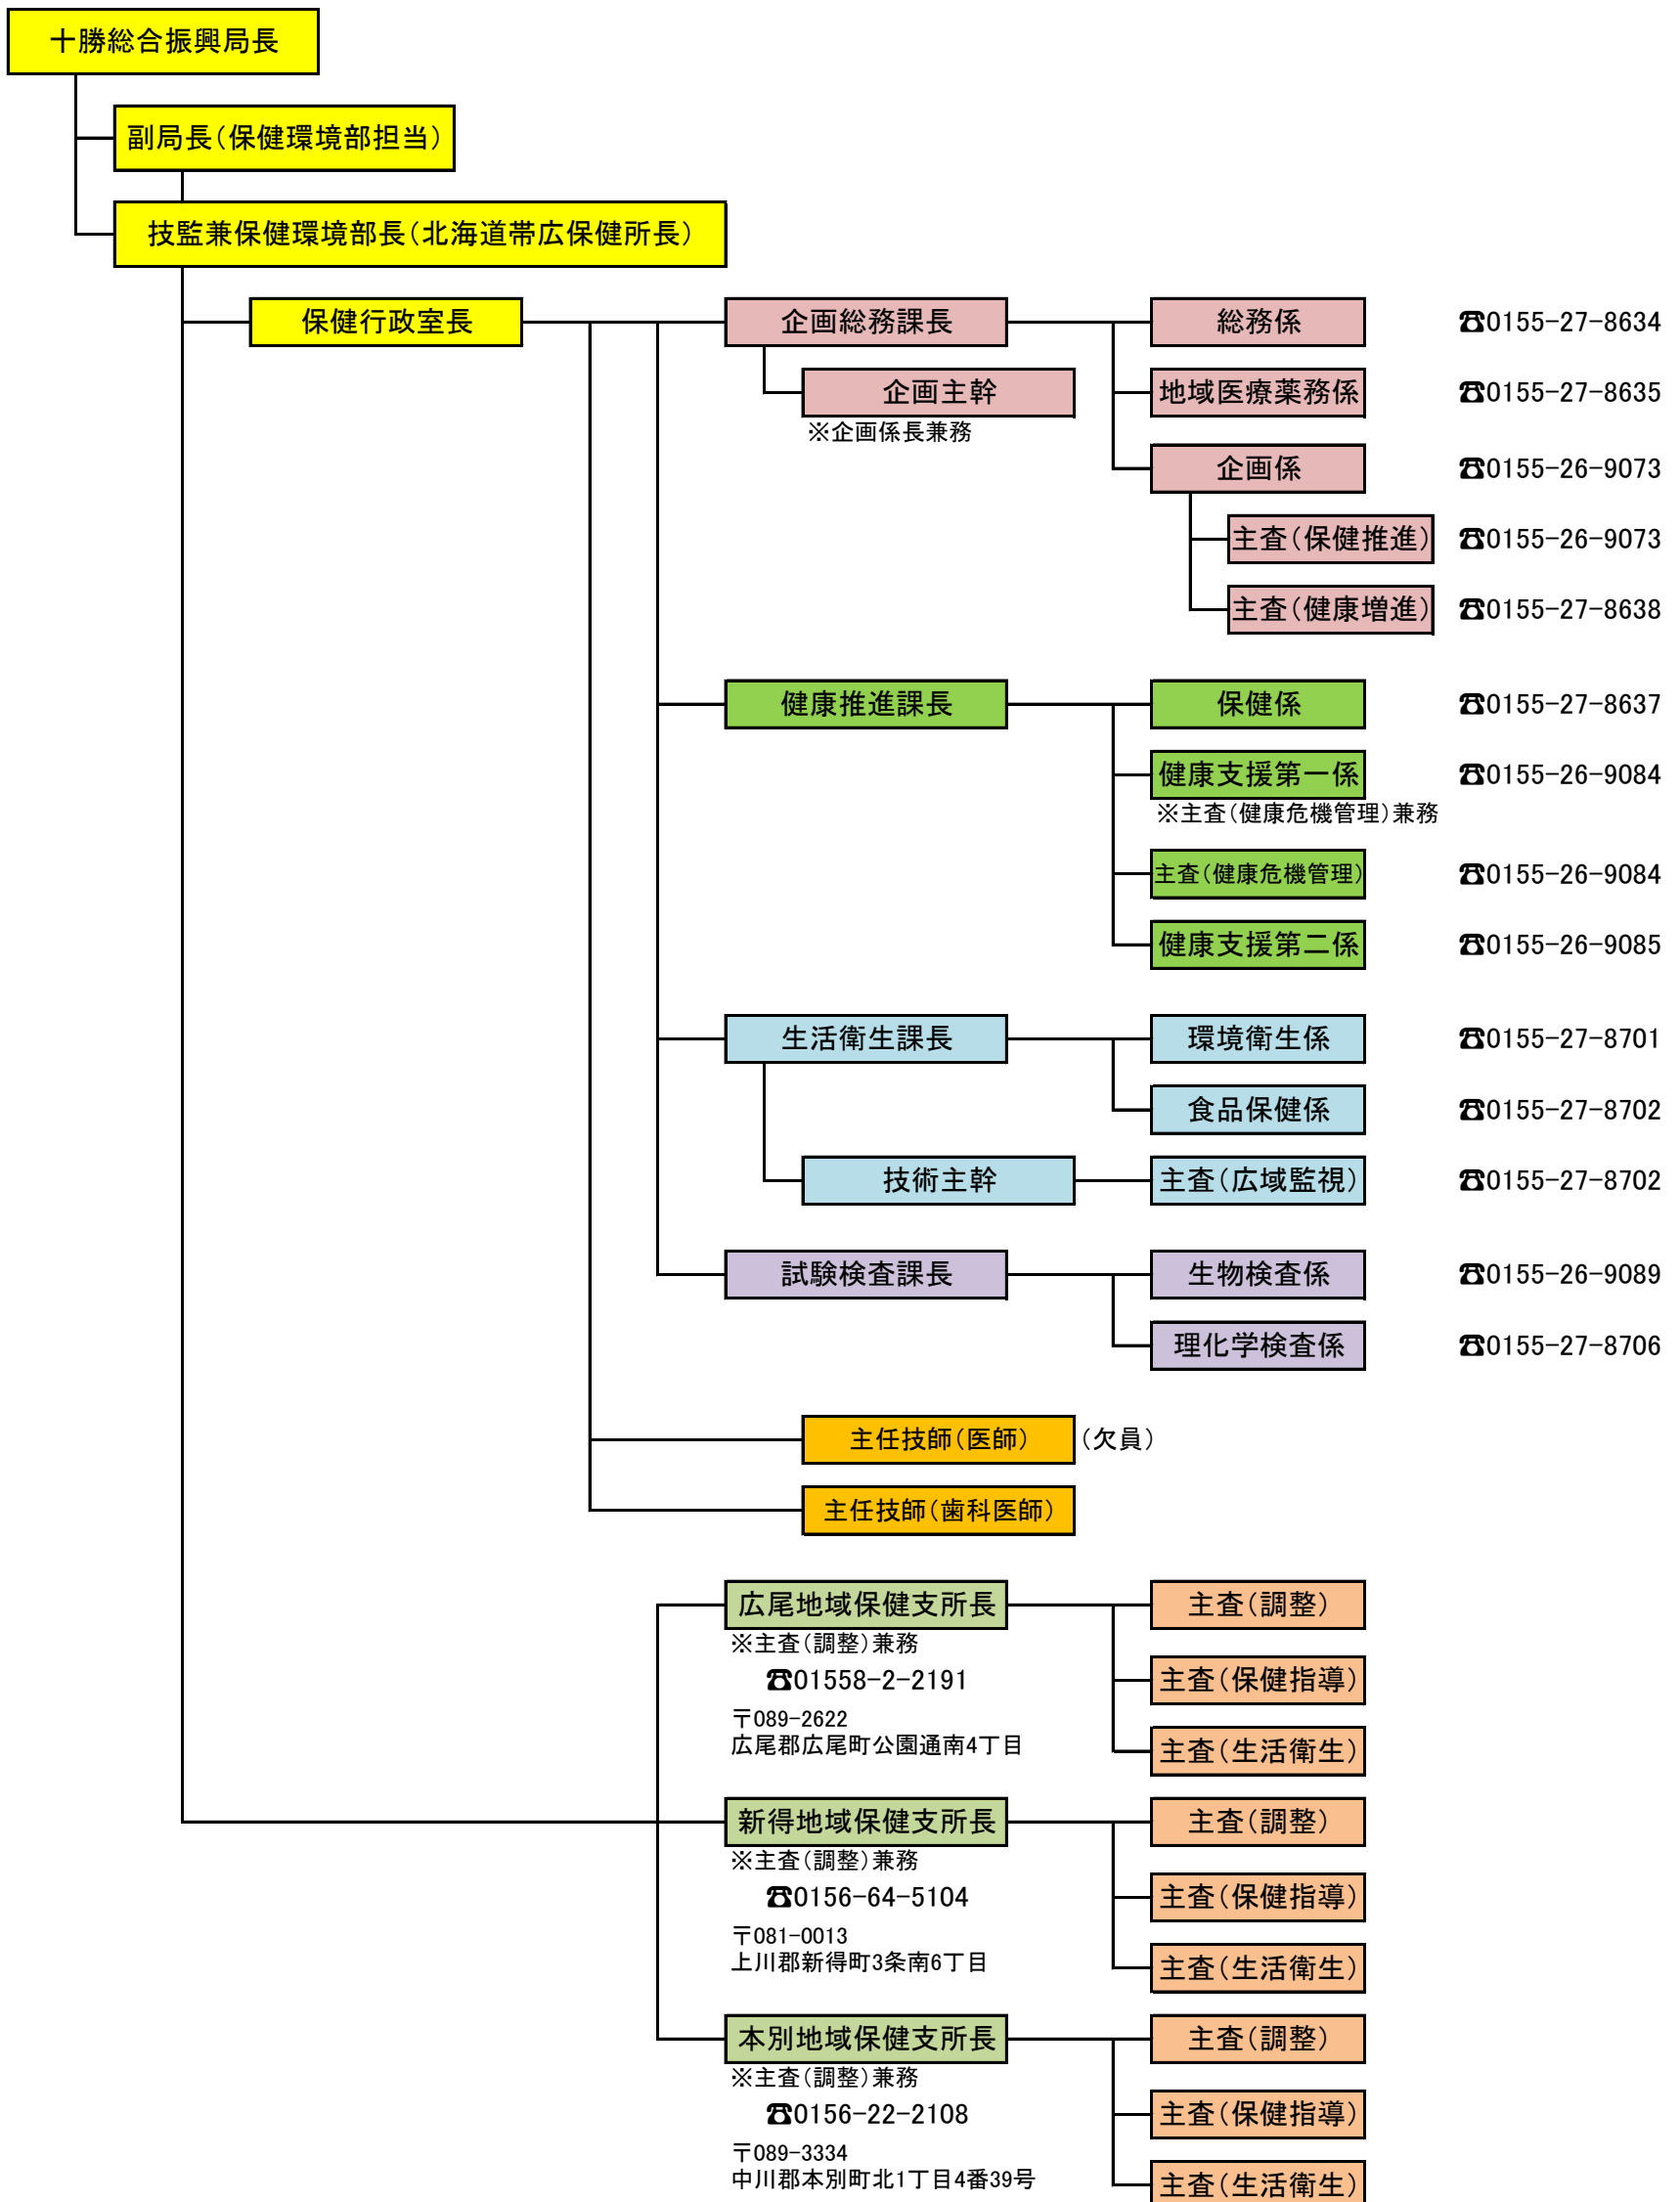 十勝総合振興局長
副局長（保健環境部担当）
技監兼保健環境部長（北海道帯広保健所長）
保健行政室長
企画総務課長
総務係
☎0155-27-8634
企画主幹
※企画係長兼務
地域医療薬務係
☎0155-27-8635
企画係
☎0155-26-9073
主査（保健推進）
☎0155-26-9073
主査（健康増進）
☎0155-27-8638
健康推進課長
保健係
☎0155-27-8637
健康支援第一係
☎0155-26-9084
※主査（健康危機管理）兼務
主査（健康危機管理）
☎0155-26-9084
健康支援第二係
☎0155-26-9085
生活衛生課長
環境衛生係
☎0155-27-8701
食品保健係
☎0155-27-8702
技術主幹
主査（広域監視）
☎0155-27-8702
試験検査課長
生物検査係
☎0155-26-9089
理化学検査係
☎0155-27-8706
主任技師（医師）
（欠員）
主任技師（歯科医師）
広尾地域保健支所長
※主査（調整）兼務
☎01558-2-2191
〒089-2622
広尾郡広尾町公園通南4丁目
主査（調整）
主査（保健指導）
主査（生活衛生）
新得地域保健支所長
※主査（調整）兼務
☎0156-64-5104
〒081-0013
上川郡新得町3条南6丁目
主査（調整）
主査（保健指導）
主査（生活衛生）
本別地域保健支所長
※主査（調整）兼務
☎0156-22-2108
〒089-3334
中川郡本別町北1丁目4番39号
主査（調整）
主査（保健指導）
主査（生活衛生）